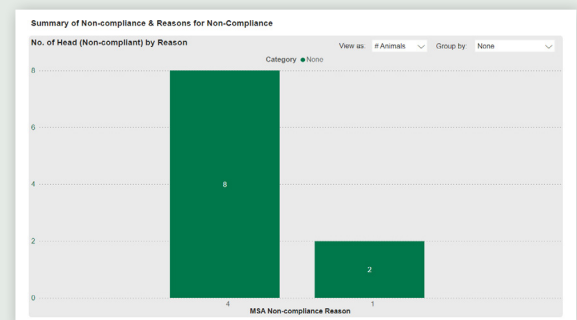 Summary of Non-compliance & Reasons for Non-Compliance
No. of Head (Non-compliant) by Reason
View as: # Animals Group by: None
Category None
8
6
4
2
0
8
2
4 1
MSA Non-compliance Reason